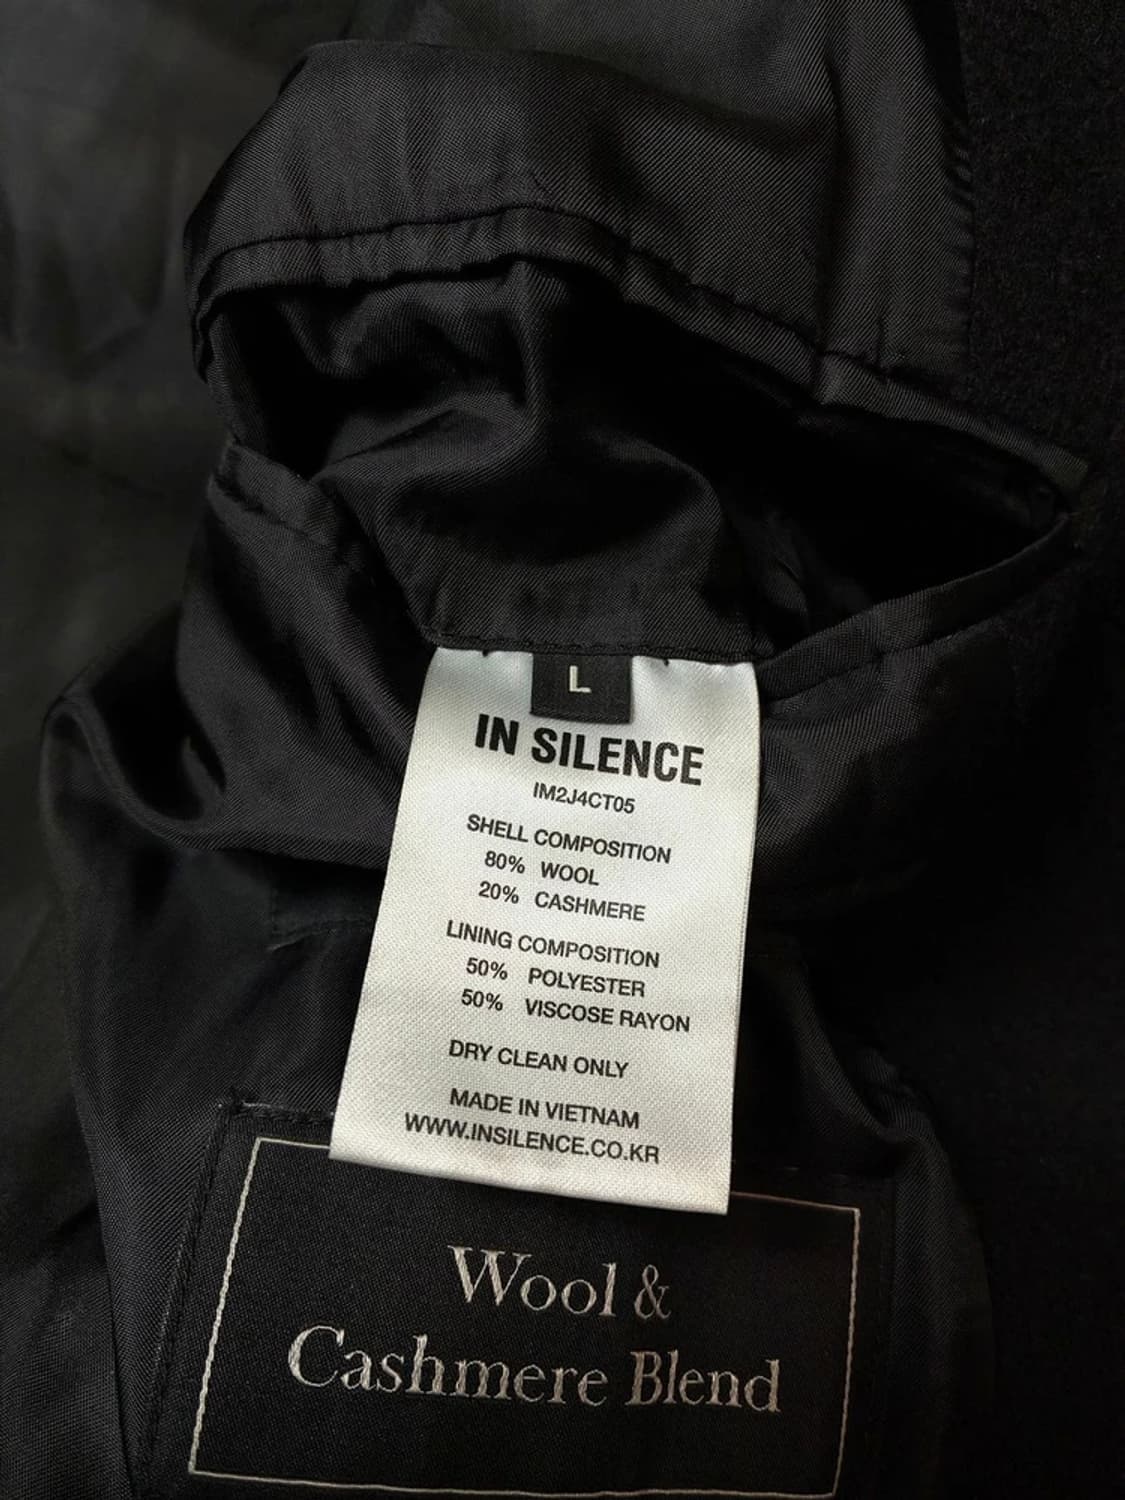 L
IN SILENCE
IM2J4CT05
SHELL COMPOSITION
80% WOOL
20% CASHMERE
LINING COMPOSITION
50% POLYESTER
50% VISCOSE RAYON
DRY CLEAN ONLY
MADE IN VIETNAM
WWW.INSILENCE.CO.KR
Wool &
Cashmere Blend